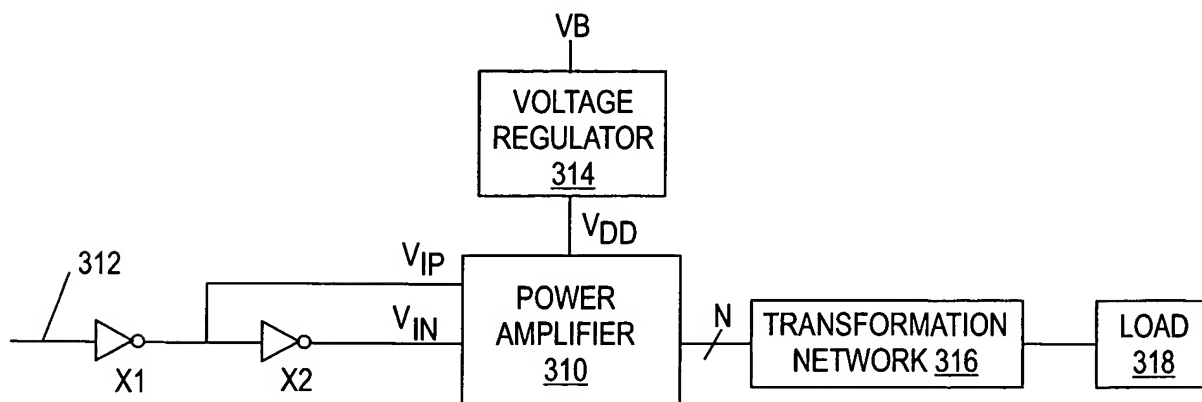 VB
VOLTAGE
REGULATOR
314
VDD
312
VIP
VIN
X1
X2
POWER
AMPLIFIER
310
N
TRANSFORMATION
NETWORK 316
LOAD
318